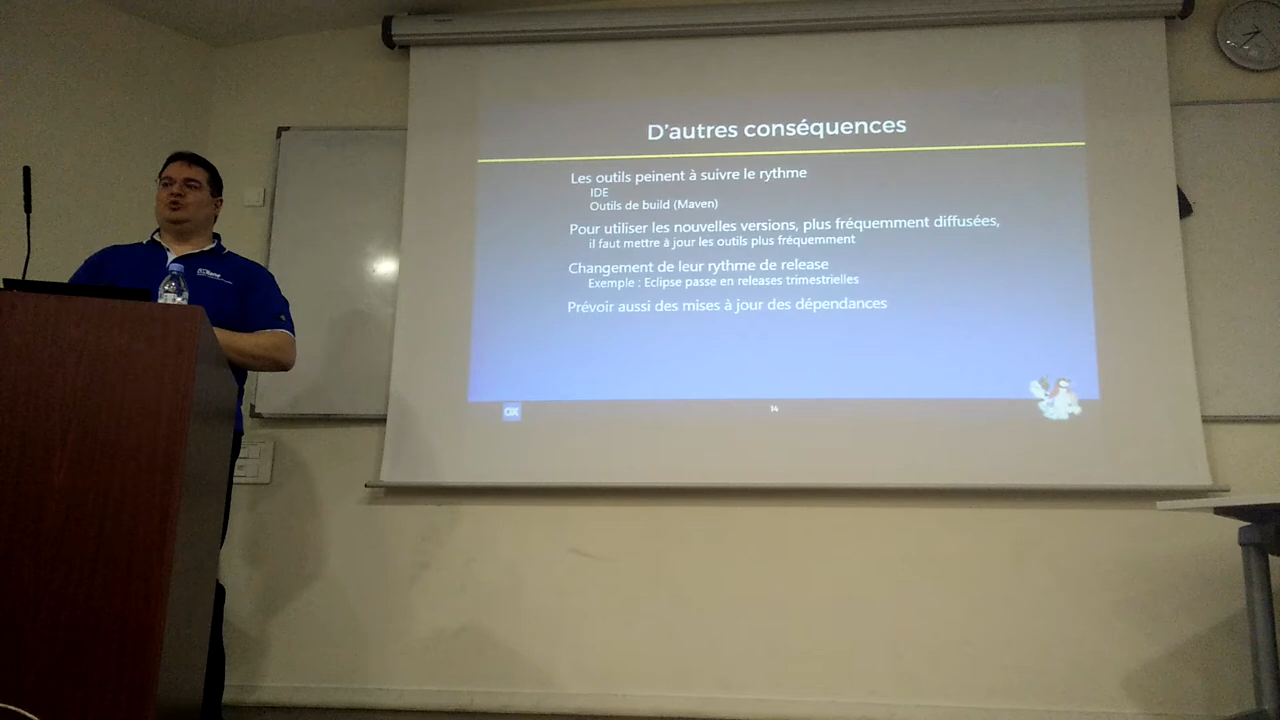 D'autres conséquences
Les outils peinent à suivre le rythme
IDE
Outils de build (Maven)
Pour utiliser les nouvelles versions, plus fréquemment diffusées,
il faut mettre à jour les outils plus fréquemment
Changement de leur rythme de release
Exemple : Eclipse passe en releases trimestrielles
Prévoir aussi des mises à jour des dépendances
14